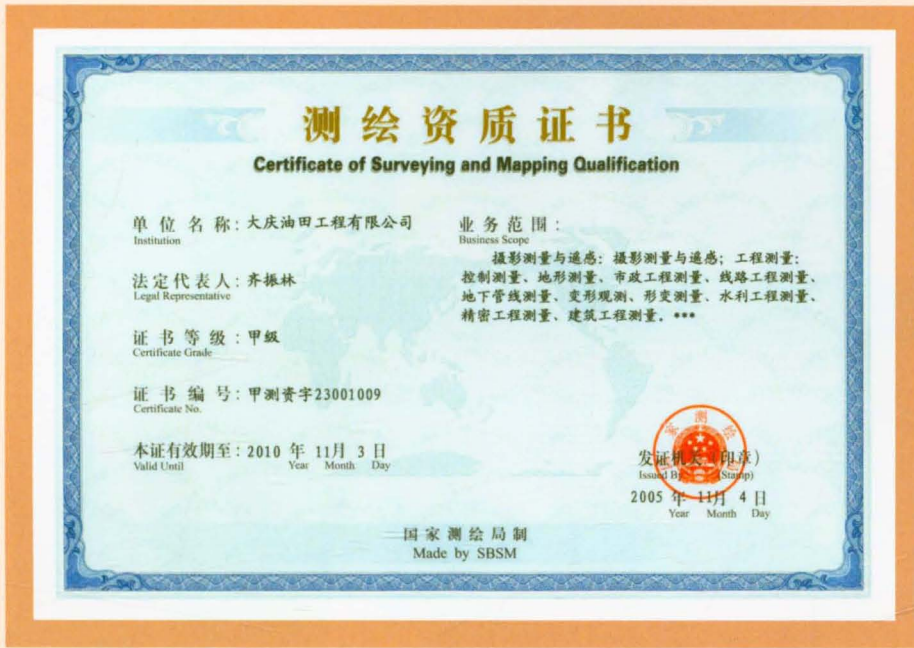 测绘资质证书
Certificate of Surveying and Mapping Qualification
单位名称：大庆油田工程有限公司
Institution
法定代表人：齐振林
Legal Representative
证书等级：甲级
Certificate Grade
证书编号：甲测资字23001009
Certificate No.
本证有效期至：2010 年 11月 3 日
Valid Until Year Month Day
业务范围：
Business Scope
摄影测量与遥感：摄影测量与遥感；工程测量：
控制测量、地形测量、市政工程测量、线路工程测量、
地下管线测量、变形观测、形变测量、水利工程测量、
精密工程测量、建筑工程测量。***
发证机关（印章）
Issued By (Stamp)
2005 年 11月 4 日
Year Month Day
国家测绘局制
Made by SBSM